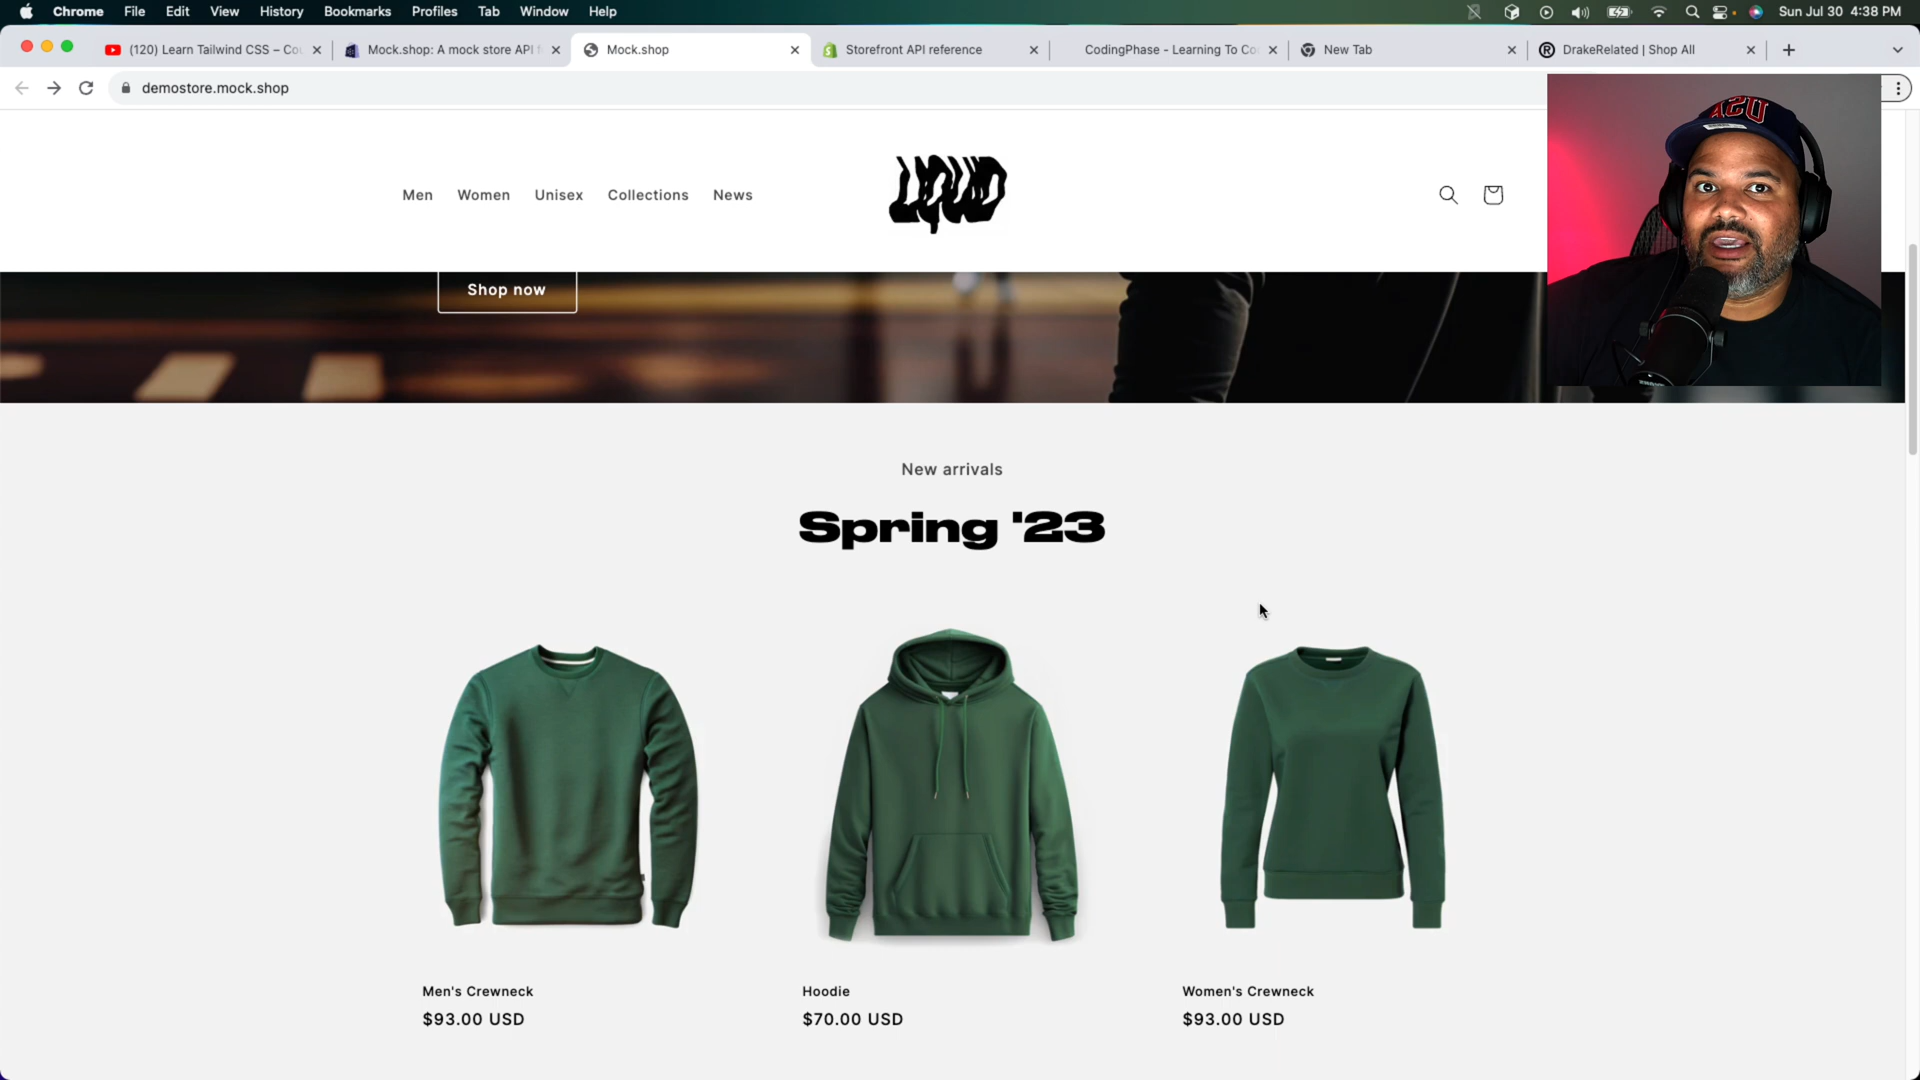 Chrome File Edit View History Bookmarks Profiles Tab Window Help Sun Jul 30 4:38 PM
(120) Learn Tailwind CSS – Cou Mock.shop: A mock store API f Mock.shop Storefront API reference CodingPhase - Learning To Co New Tab DrakeRelated | Shop All
demostore.mock.shop
USA
Men Women Unisex Collections News LIQUID
Shop now
New arrivals
Spring '23
Men's Crewneck Hoodie Women's Crewneck
$93.00 USD $70.00 USD $93.00 USD